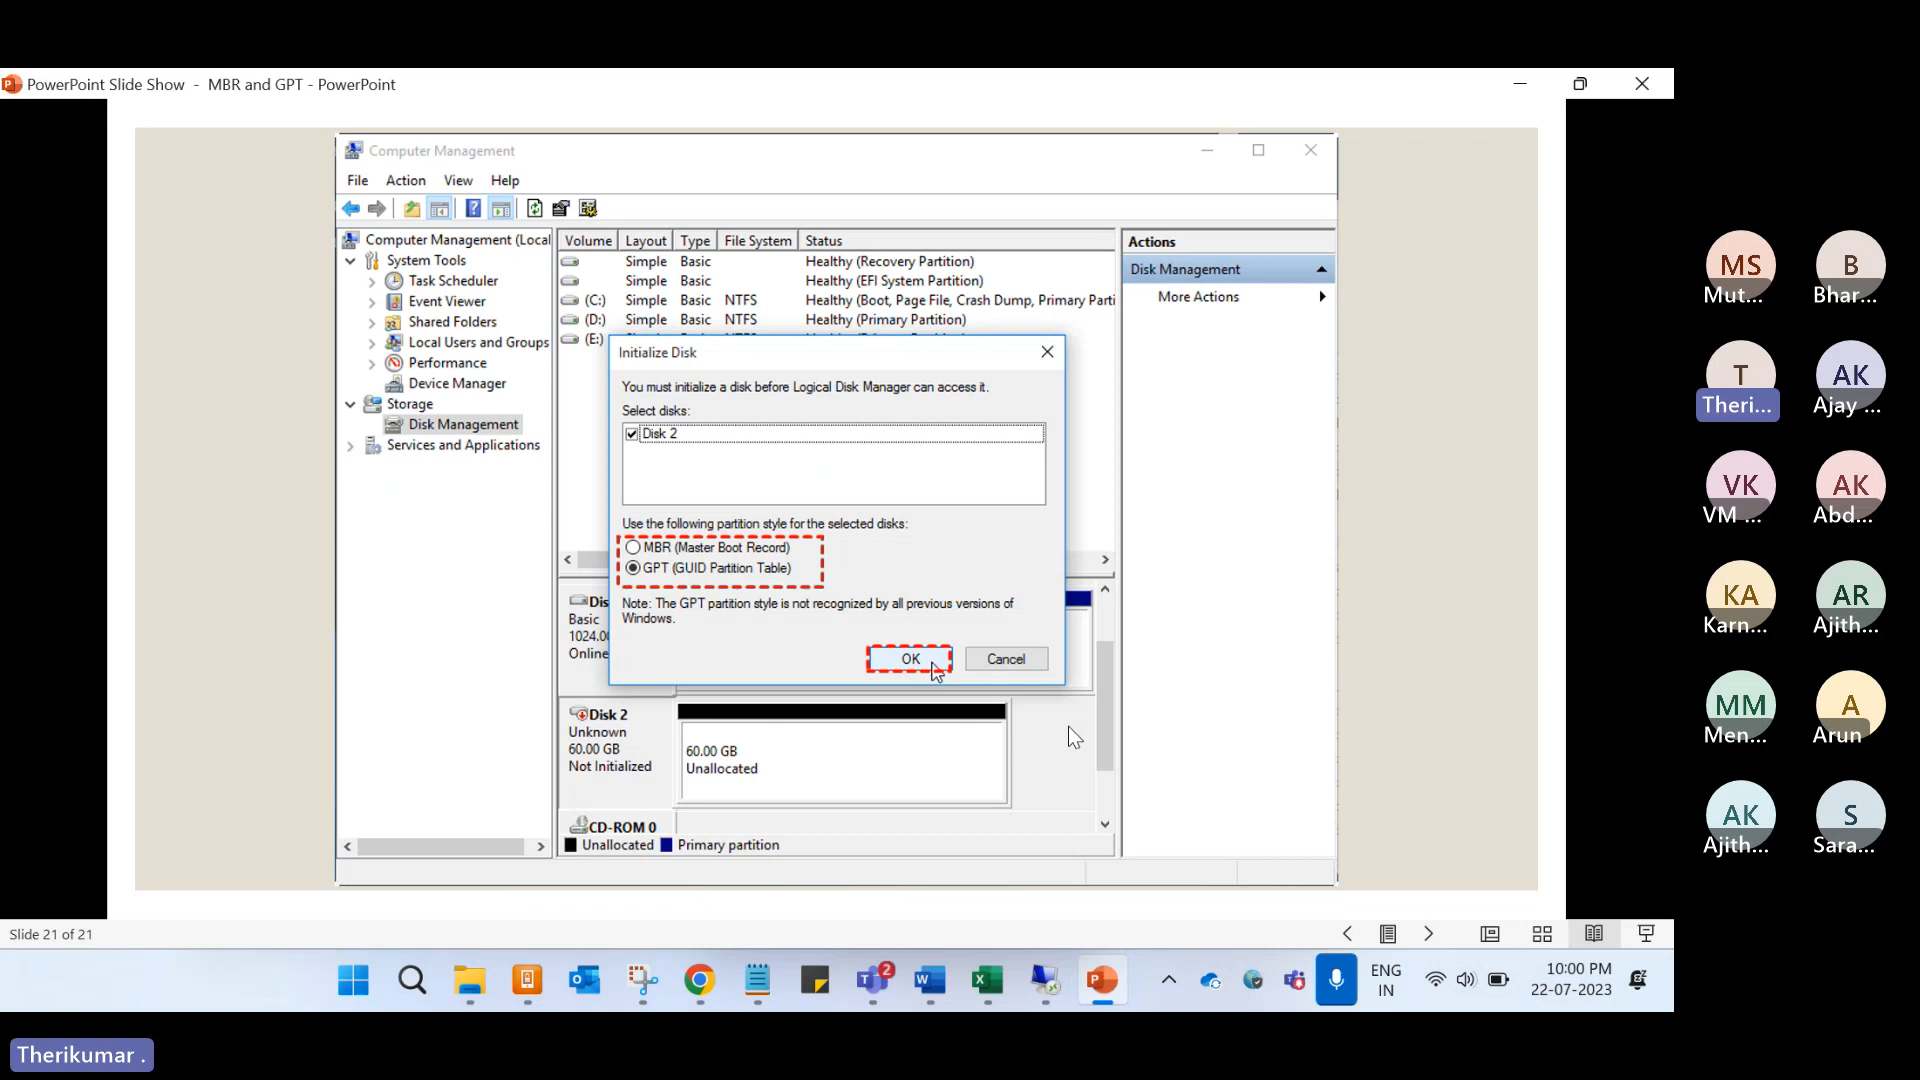 PowerPoint Slide Show - MBR and GPT - PowerPoint
Computer Management
File Action View Help
Computer Management (Local
System Tools
Task Scheduler
Event Viewer
Shared Folders
Local Users and Groups
Performance
Device Manager
Storage
Disk Management
Services and Applications
Volume Layout Type File System Status
Simple Basic Healthy (Recovery Partition)
Simple Basic Healthy (EFI System Partition)
(C:) Simple Basic NTFS Healthy (Boot, Page File, Crash Dump, Primary Parti
(D:) Simple Basic NTFS Healthy (Primary Partition)
(E:)
Actions
Disk Management
More Actions
Initialize Disk
You must initialize a disk before Logical Disk Manager can access it.
Select disks:
Disk 2
Use the following partition style for the selected disks:
MBR (Master Boot Record)
GPT (GUID Partition Table)
Note: The GPT partition style is not recognized by all previous versions of
Windows.
OK Cancel
Dis
Basic
1024.00
Online
Disk 2
Unknown
60.00 GB
Not Initialized
60.00 GB
Unallocated
CD-ROM 0
Unallocated Primary partition
Slide 21 of 21
2
ENG
IN
10:00 PM
22-07-2023
MS
Mut...
B
Bhar...
T
Theri...
AK
Ajay ...
VK
VM ...
AK
Abd...
KA
Karn...
AR
Ajith...
MM
Men...
A
Arun
AK
Ajith...
S
Sara...
Therikumar .